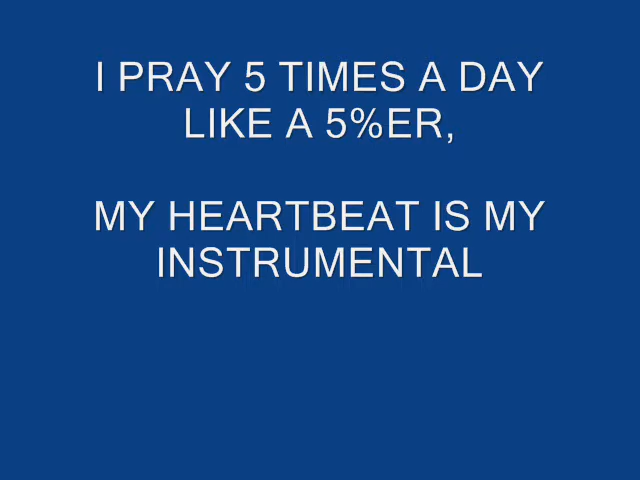 I PRAY 5 TIMES A DAY
LIKE A 5%ER,
MY HEARTBEAT IS MY
INSTRUMENTAL